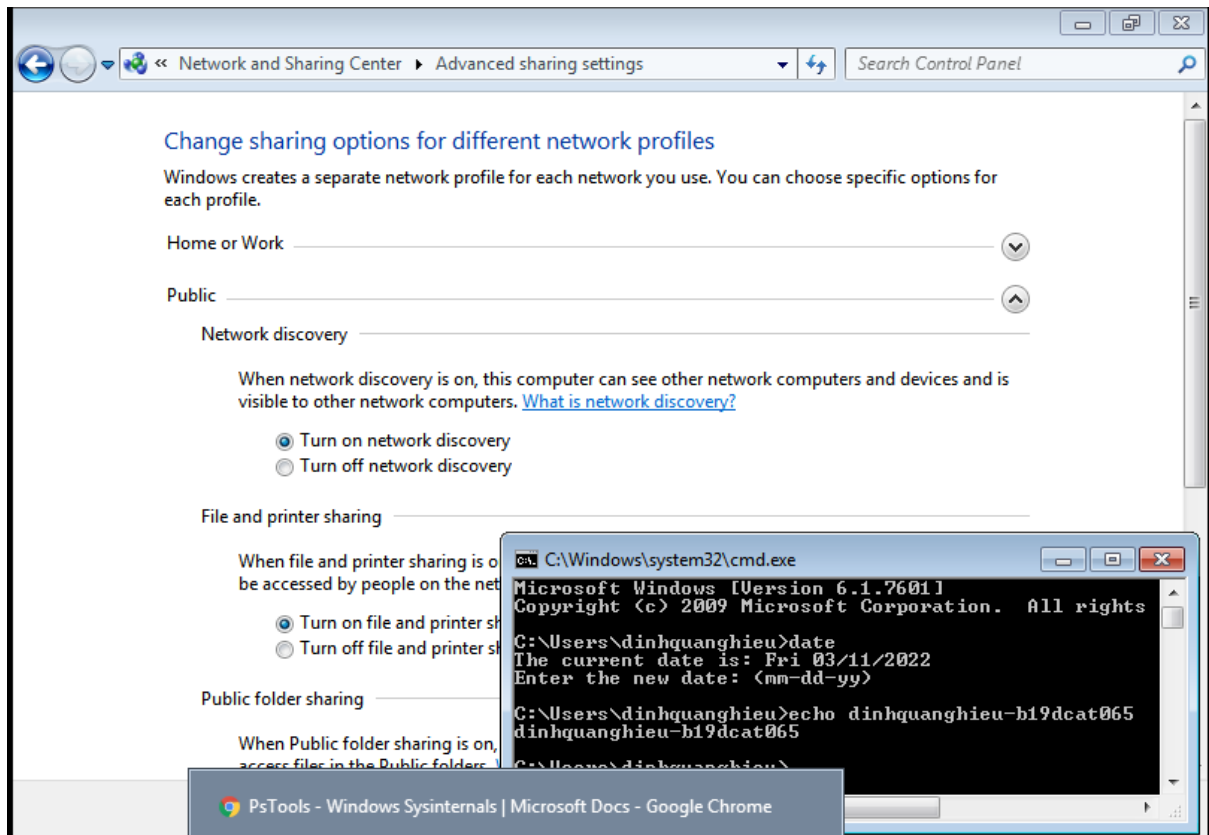 « Network and Sharing Center ▸ Advanced sharing settings
Search Control Panel
Change sharing options for different network profiles
Windows creates a separate network profile for each network you use. You can choose specific options for
each profile.
Home or Work
Public
Network discovery
When network discovery is on, this computer can see other network computers and devices and is
visible to other network computers. What is network discovery?
Turn on network discovery
Turn off network discovery
File and printer sharing
When file and printer sharing is
be accessed by people on the
Turn on file and printer
Turn off file and printer
Public folder sharing
When Public folder sharing is on,
access files in the Public folders.
C:\Windows\system32\cmd.exe
Microsoft Windows [Version 6.1.7601]
Copyright (c) 2009 Microsoft Corporation. All rights
C:\Users\dinhquanghieu>date
The current date is: Fri 03/11/2022
Enter the new date: (mm-dd-yy)
C:\Users\dinhquanghieu>echo dinhquanghieu-b19dcat065
dinhquanghieu-b19dcat065
PsTools - Windows Sysinternals | Microsoft Docs - Google Chrome